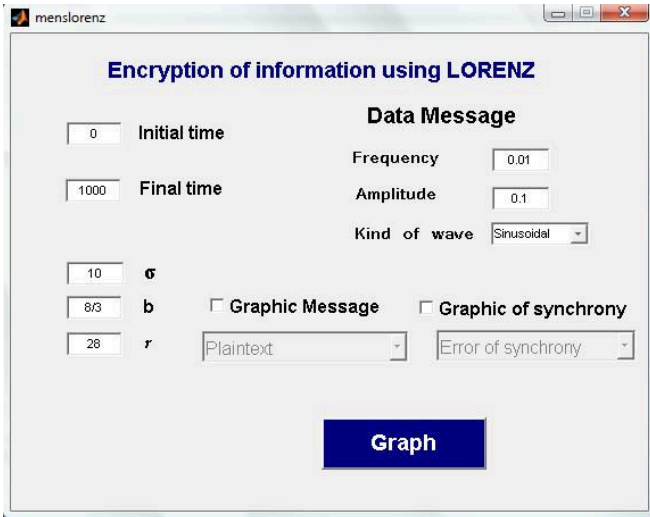 menslorenz
Encryption of information using LORENZ
Data Message
0 Initial time
Frequency 0.01
1000 Final time
Amplitude 0.1
Kind of wave Sinusoidal
10 σ
8/3 b
Graphic Message
Graphic of synchrony
28 r
Plaintext
Error of synchrony
Graph